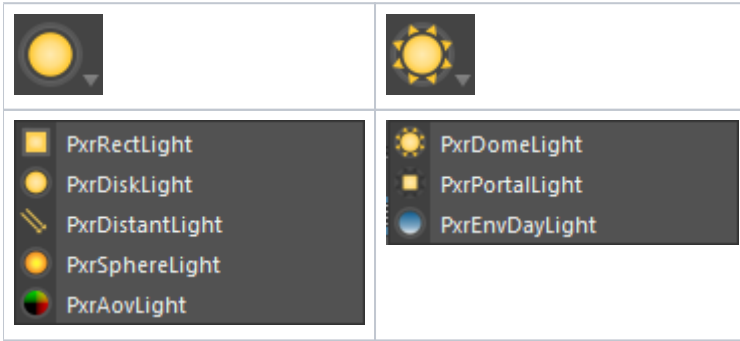 PxrRectLight
PxrDiskLight
PxrDistantLight
PxrSphereLight
PxrAovLight
PxrDomeLight
PxrPortalLight
PxrEnvDayLight